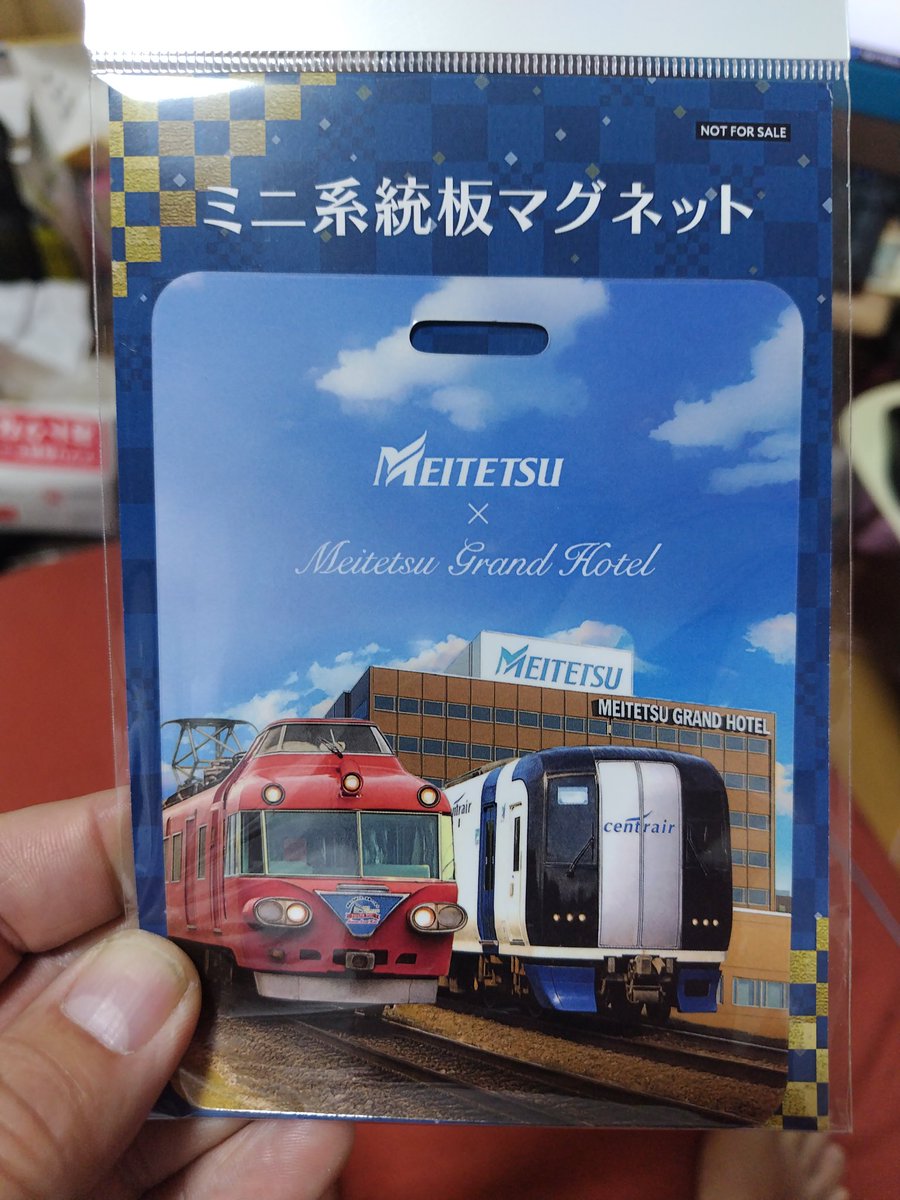 NOT FOR SALE
ミニ系統板マグネット
MEITETSU
×
Meitetsu Grand Hotel
MEITETSU
MEITETSU GRAND HOTEL
centrair
centrair